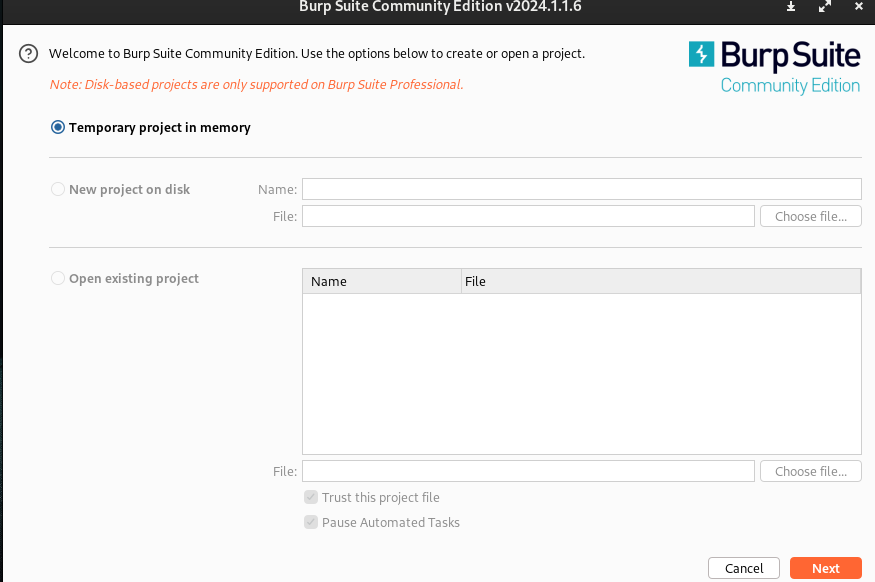 Burp Suite Community Edition v2024.1.1.6
Welcome to Burp Suite Community Edition. Use the options below to create or open a project.
Note: Disk-based projects are only supported on Burp Suite Professional.
Burp Suite
Community Edition
Temporary project in memory
New project on disk
Name:
File:
Choose file...
Open existing project
Name
File
File:
Choose file...
Trust this project file
Pause Automated Tasks
Cancel
Next